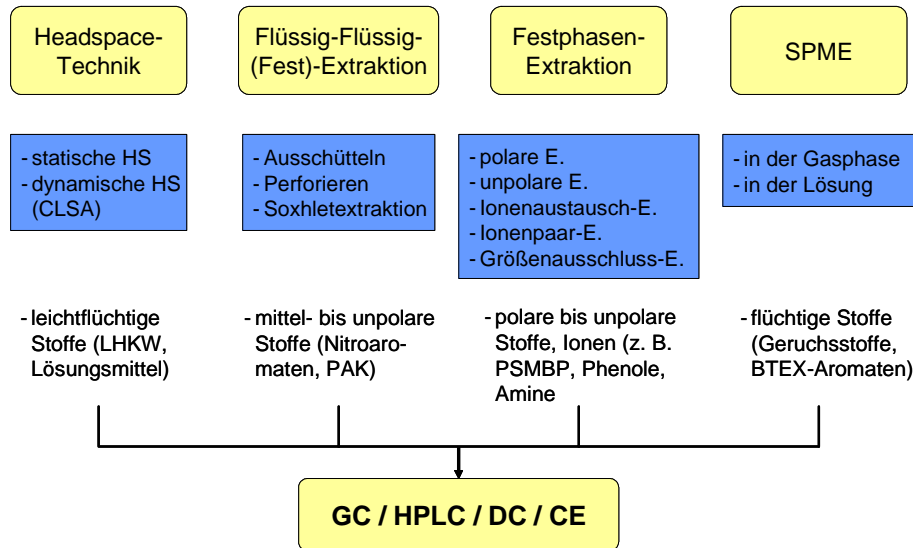 Headspace-
Technik
Flüssig-Flüssig-
(Fest)-Extraktion
Festphasen-
Extraktion
SPME
- statische HS
- dynamische HS
(CLSA)
- Ausschütteln
- Perforieren
- Soxhletextraktion
- polare E.
- unpolare E.
- Ionenaustausch-E.
- Ionenpaar-E.
- Größenausschluss-E.
- in der Gasphase
- in der Lösung
- leichtflüchtige
Stoffe (LHKW,
Lösungsmittel)
- mittel- bis unpolare
Stoffe (Nitroaro-
maten, PAK)
- polare bis unpolare
Stoffe, Ionen (z. B.
PSMBP, Phenole,
Amine
- flüchtige Stoffe
(Geruchsstoffe,
BTEX-Aromaten)
GC / HPLC / DC / CE